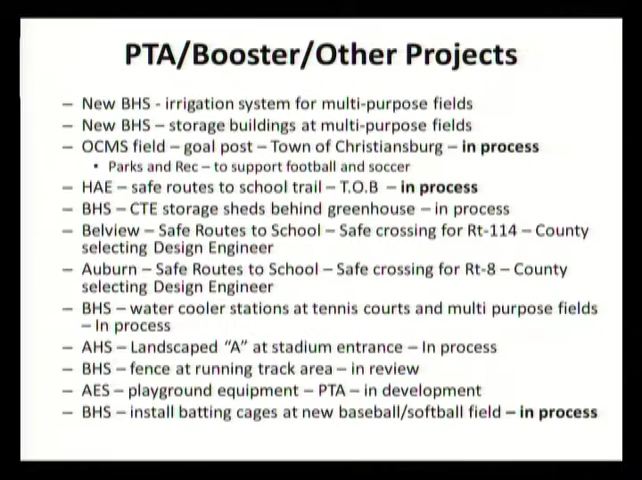 PTA/Booster/Other Projects
– New BHS - irrigation system for multi-purpose fields
– New BHS – storage buildings at multi-purpose fields
– OCMS field – goal post – Town of Christiansburg – in process
• Parks and Rec – to support football and soccer
– HAE – safe routes to school trail – T.O.B – in process
– BHS – CTE storage sheds behind greenhouse – in process
– Belview – Safe Routes to School – Safe crossing for Rt-114 – County
selecting Design Engineer
– Auburn – Safe Routes to School – Safe crossing for Rt-8 – County
selecting Design Engineer
– BHS – water cooler stations at tennis courts and multi purpose fields
– In process
– AHS – Landscaped “A” at stadium entrance – In process
– BHS – fence at running track area – in review
– AES – playground equipment – PTA – in development
– BHS – install batting cages at new baseball/softball field – in process